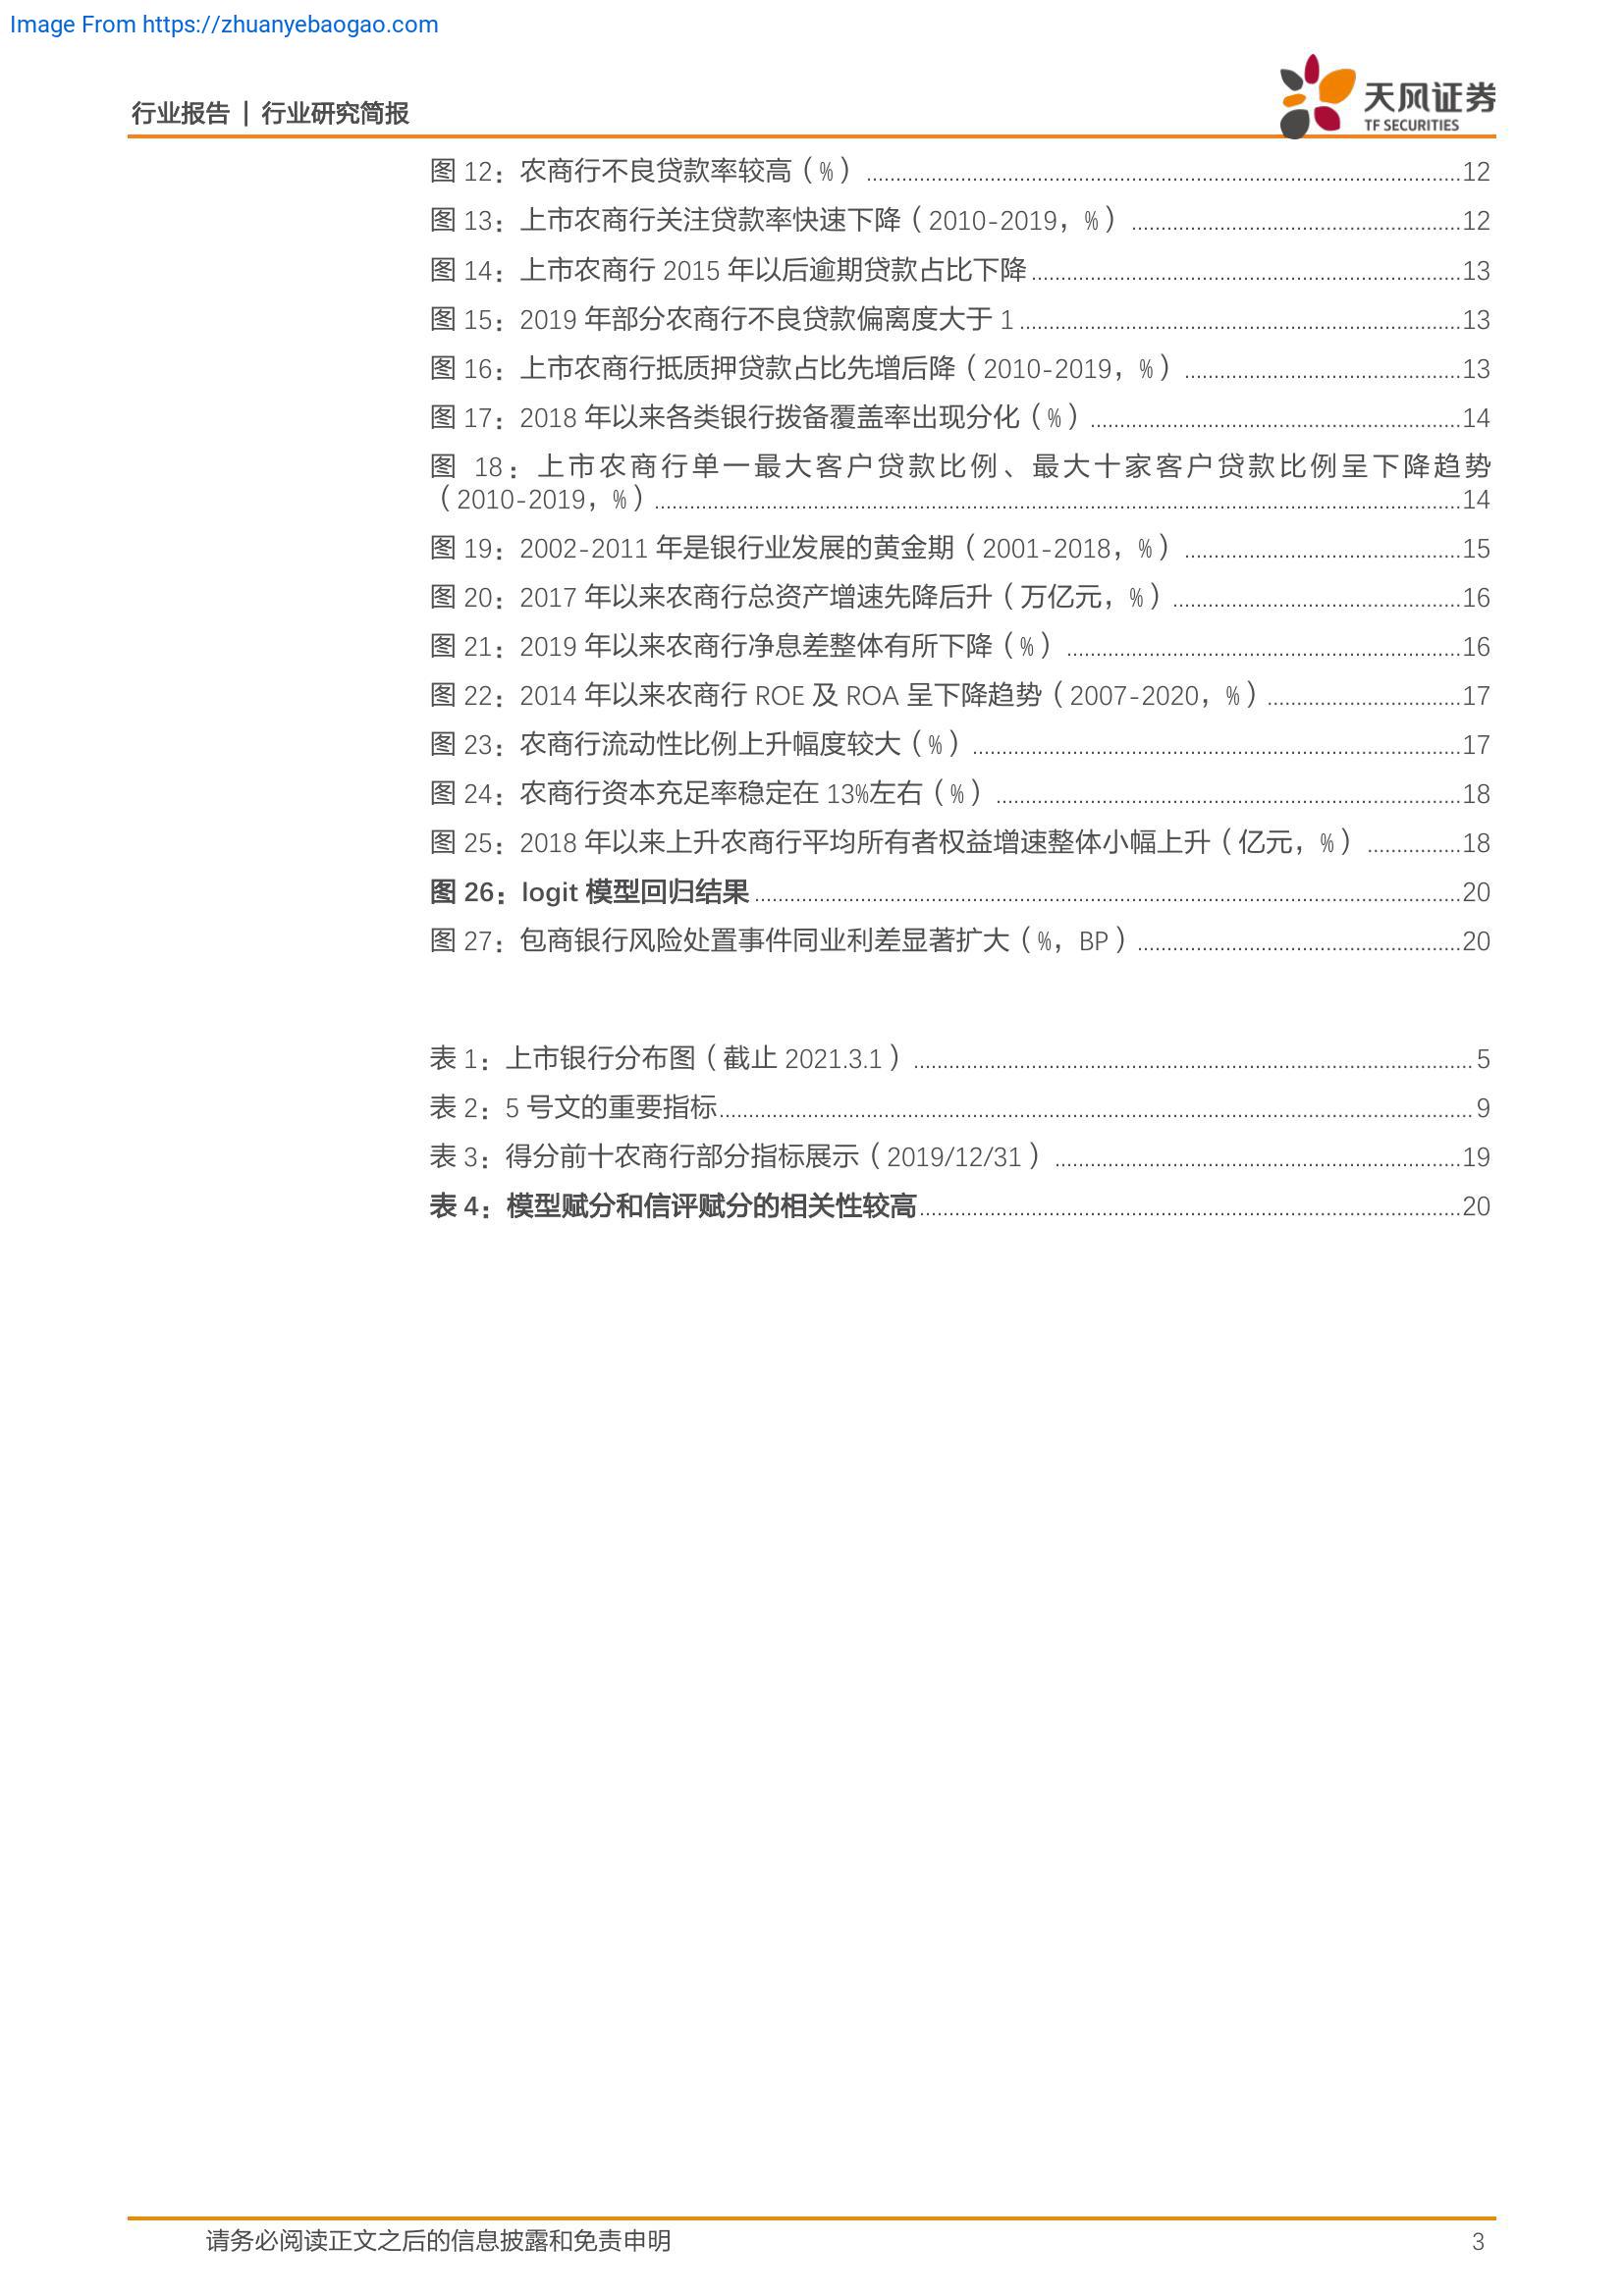 Image From https://zhuanyebaogao.com
行业报告 | 行业研究简报
天风证券
TF SECURITIES
图 12：农商行不良贷款率较高（%）12
图 13：上市农商行关注贷款率快速下降（2010-2019，%）12
图 14：上市农商行 2015 年以后逾期贷款占比下降13
图 15：2019 年部分农商行不良贷款偏离度大于 1 13
图 16：上市农商行抵质押贷款占比先增后降（2010-2019，%）13
图 17：2018 年以来各类银行拨备覆盖率出现分化（%）14
图 18：上市农商行单一最大客户贷款比例、最大十家客户贷款比例呈下降趋势
（2010-2019，%）14
图 19：2002-2011 年是银行业发展的黄金期（2001-2018，%）15
图 20：2017 年以来农商行总资产增速先降后升（万亿元，%）16
图 21：2019 年以来农商行净息差整体有所下降（%）16
图 22：2014 年以来农商行 ROE 及 ROA 呈下降趋势（2007-2020，%）17
图 23：农商行流动性比例上升幅度较大（%）17
图 24：农商行资本充足率稳定在 13%左右（%）18
图 25：2018 年以来上升农商行平均所有者权益增速整体小幅上升（亿元，%）18
图 26：logit 模型回归结果20
图 27：包商银行风险处置事件同业利差显著扩大（%，BP）20
表 1：上市银行分布图（截止 2021.3.1）5
表 2：5 号文的重要指标9
表 3：得分前十农商行部分指标展示（2019/12/31）19
表 4：模型赋分和信评赋分的相关性较高20
请务必阅读正文之后的信息披露和免责申明
3